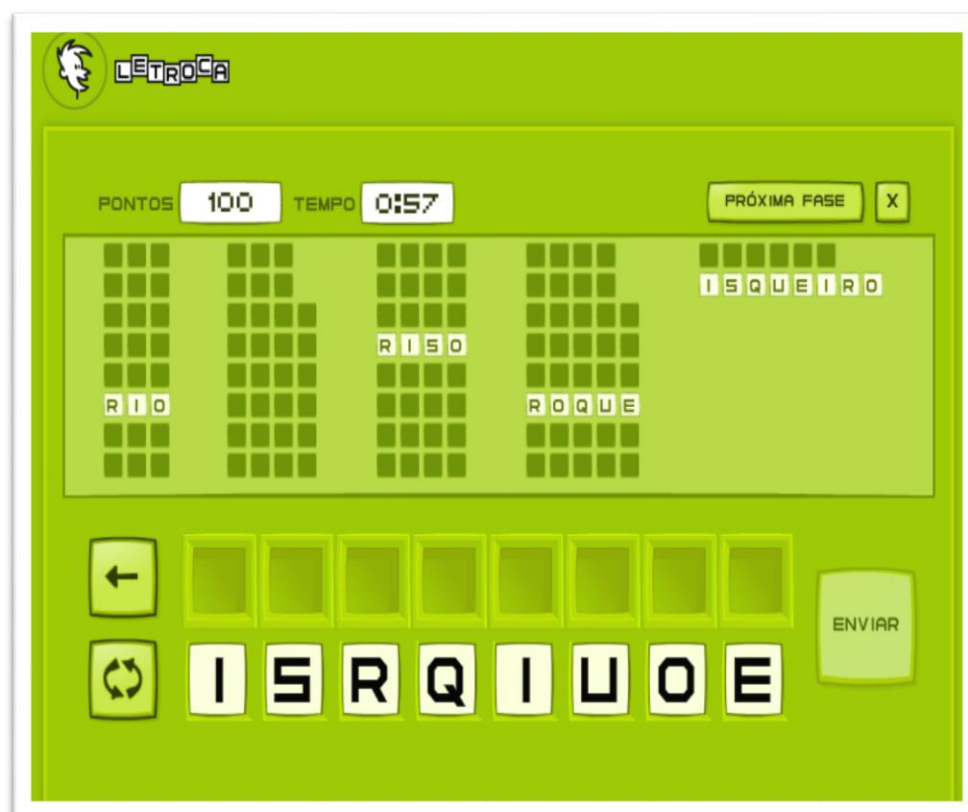 LETROCA
PONTOS 100 TEMPO 0:57 PRÓXIMA FASE X
ISQUEIRO
RISO
RIO ROQUE
ENVIAR
I S R Q I U O E